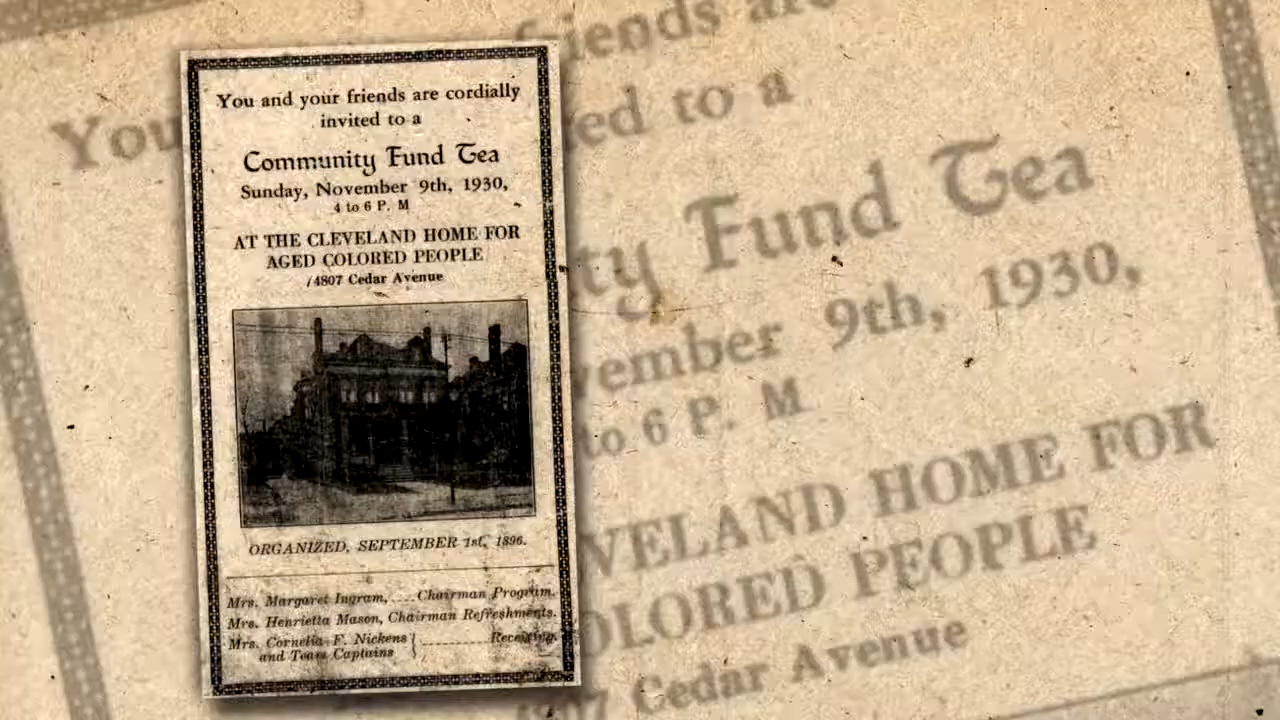 You and your friends are cordially
invited to a
Community Fund Tea
Sunday, November 9th, 1930,
4 to 6 P. M
AT THE CLEVELAND HOME FOR
AGED COLORED PEOPLE
4807 Cedar Avenue
ORGANIZED, SEPTEMBER 1st, 1896.
Mrs. Margaret Ingram, .... Chairman Program.
Mrs. Henrietta Mason, Chairman Refreshments.
Mrs. Cornelia F. Nickens { ............ Receiving.
and Team Captains
You
friends are
ted to a
ty Fund Tea
vember 9th, 1930,
to 6 P. M
VELAND HOME FOR
OLORED PEOPLE
4807 Cedar Avenue